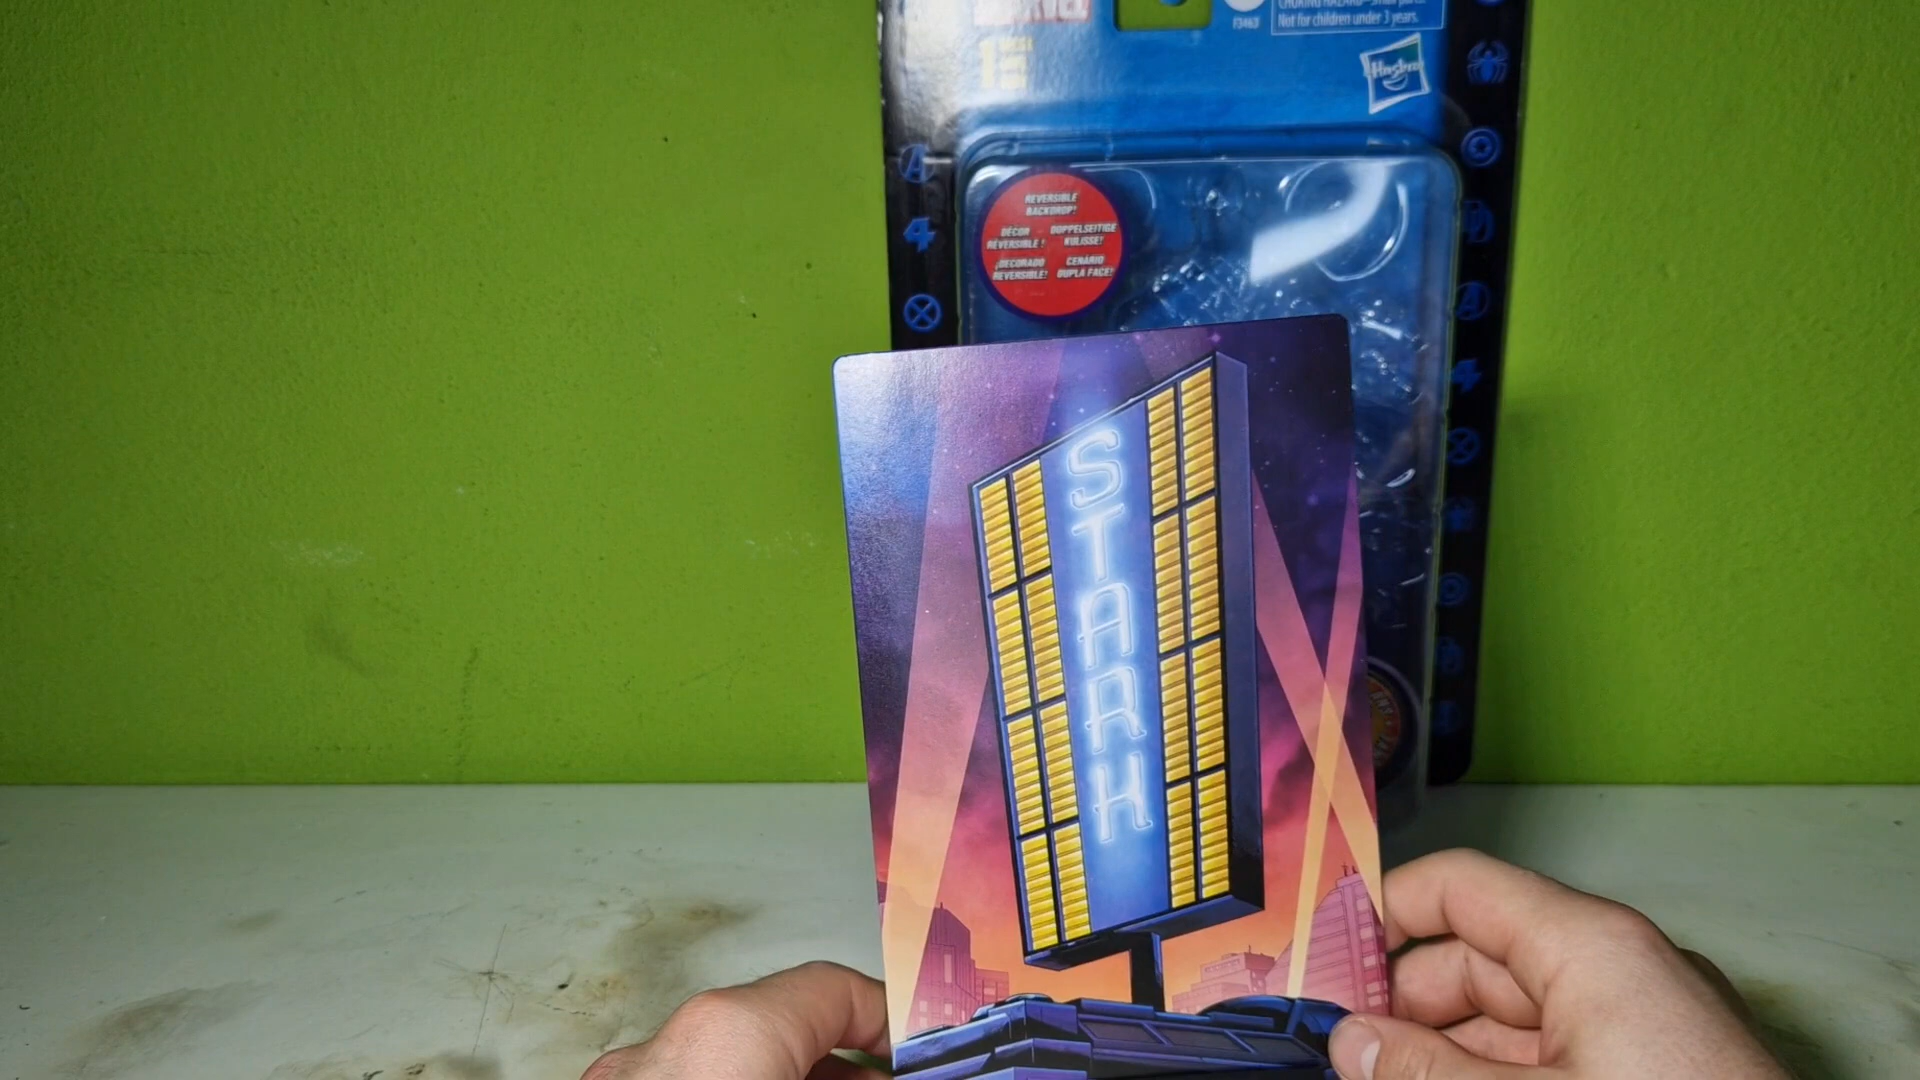 MARVEL
F3463
CHOKING HAZARD—Small parts.
Not for children under 3 years.
Hasbro
REVERSIBLE
BACKDROP!
DÉCOR
RÉVERSIBLE !
DOPPELSEITIGE
KULISSE!
¡DECORADO
REVERSIBLE!
CENÁRIO
DUPLA FACE!
STARK